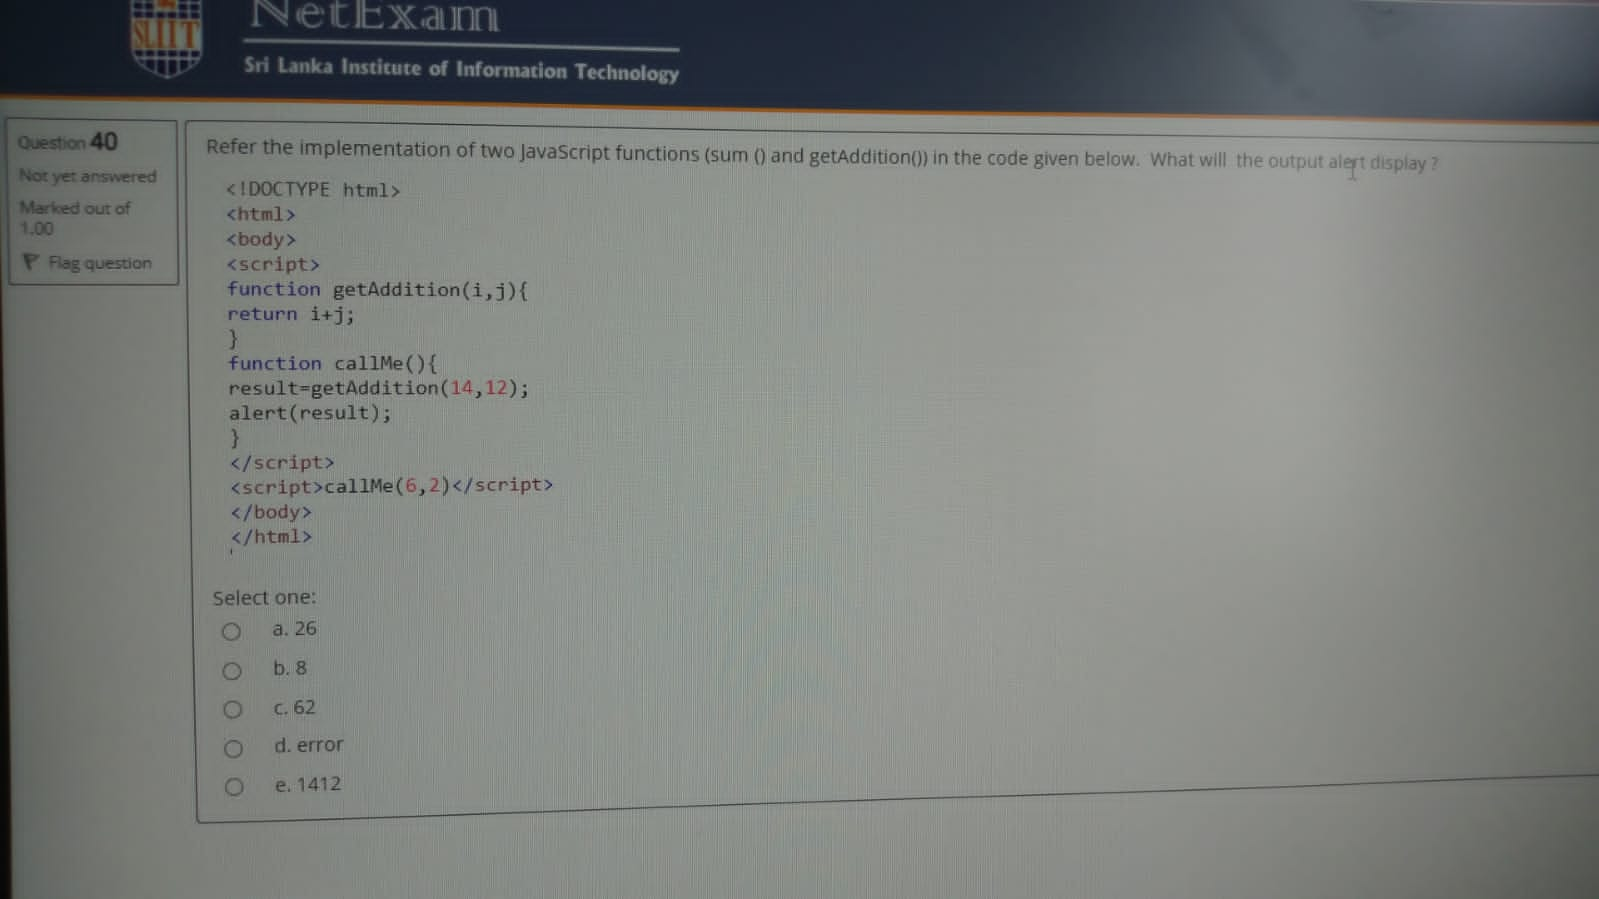 SLIIT
NetExam
Sri Lanka Institute of Information Technology
Question 40
Not yet answered
Marked out of
1.00
Flag question
Refer the implementation of two JavaScript functions (sum () and getAddition()) in the code given below. What will the output alert display ?
<!DOCTYPE html>
<html>
<body>
<script>
function getAddition(i,j){
return i+j;
}
function callMe(){
result=getAddition(14,12);
alert(result);
}
</script>
<script>callMe(6,2)</script>
</body>
</html>
'
Select one:
a. 26
b. 8
c. 62
d. error
e. 1412